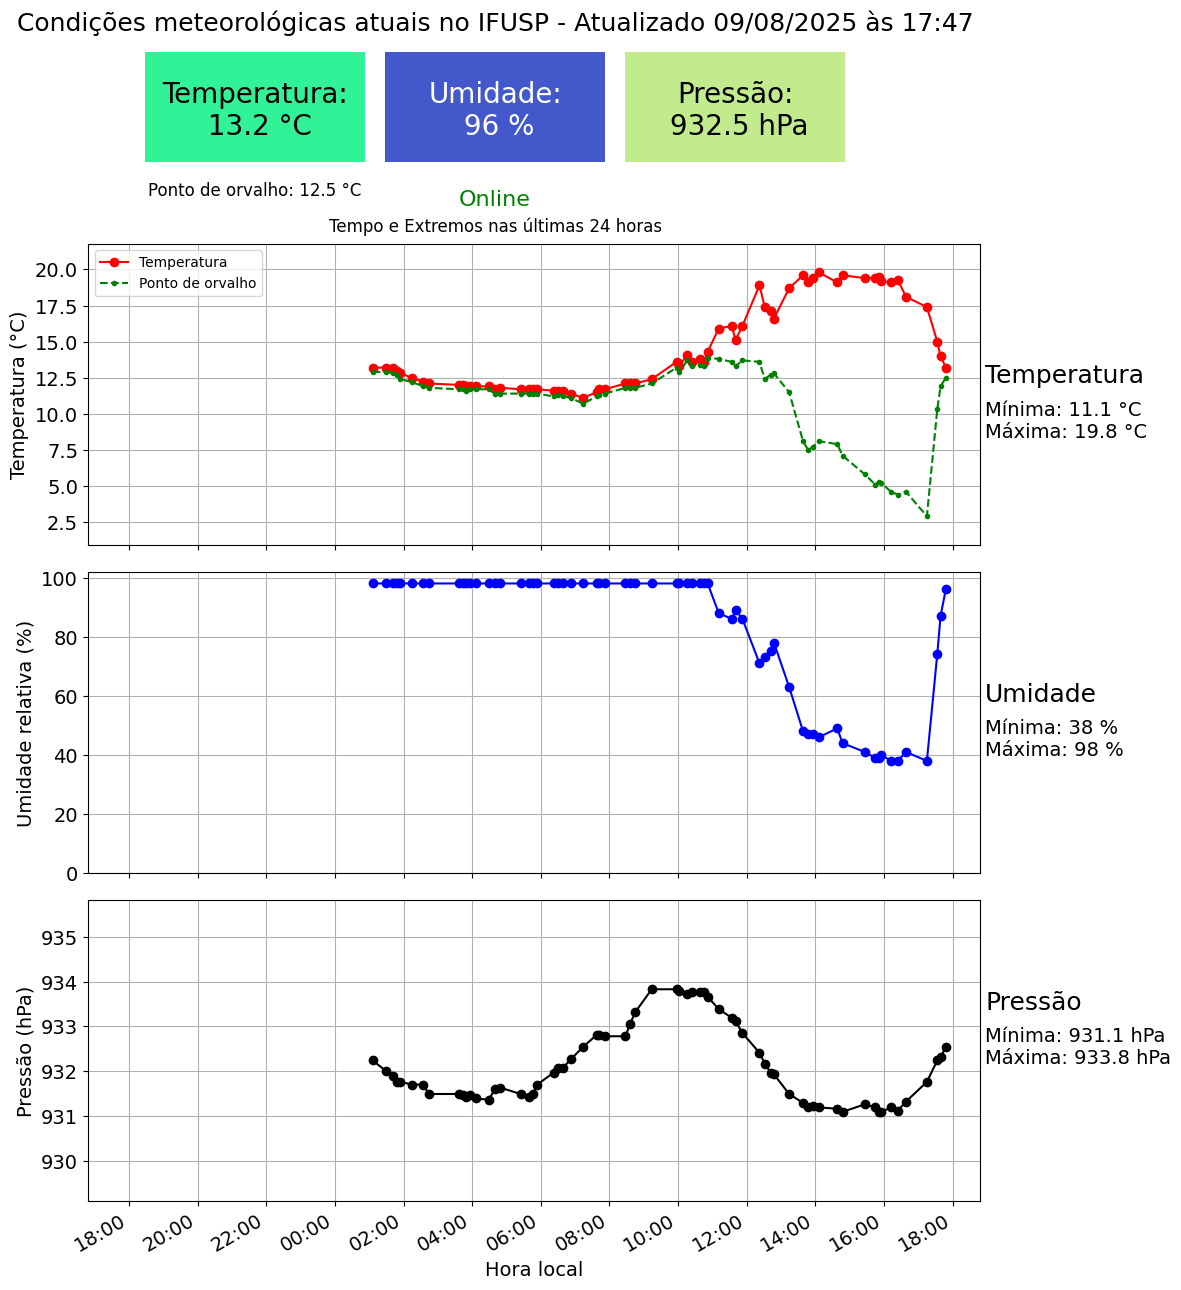 Condições meteorológicas atuais no IFUSP - Atualizado 09/08/2025 às 17:47
Temperatura:
13.2 °C
Umidade:
96 %
Pressão:
932.5 hPa
Ponto de orvalho: 12.5 °C
Online
Tempo e Extremos nas últimas 24 horas
Temperatura
Ponto de orvalho
Temperatura (°C)
20.0
17.5
15.0
12.5
10.0
7.5
5.0
2.5
Temperatura
Mínima: 11.1 °C
Máxima: 19.8 °C
Umidade relativa (%)
100
80
60
40
20
0
Umidade
Mínima: 38 %
Máxima: 98 %
Pressão (hPa)
935
934
933
932
931
930
Pressão
Mínima: 931.1 hPa
Máxima: 933.8 hPa
18:00 20:00 22:00 00:00 02:00 04:00 06:00 08:00 10:00 12:00 14:00 16:00 18:00
Hora local